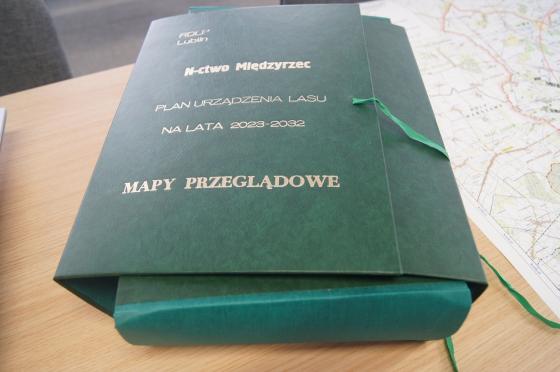 RDLP
Lublin
N-ctwo Międzyrzec
PLAN URZĄDZENIA LASU
NA LATA 2023-2032
MAPY PRZEGLĄDOWE